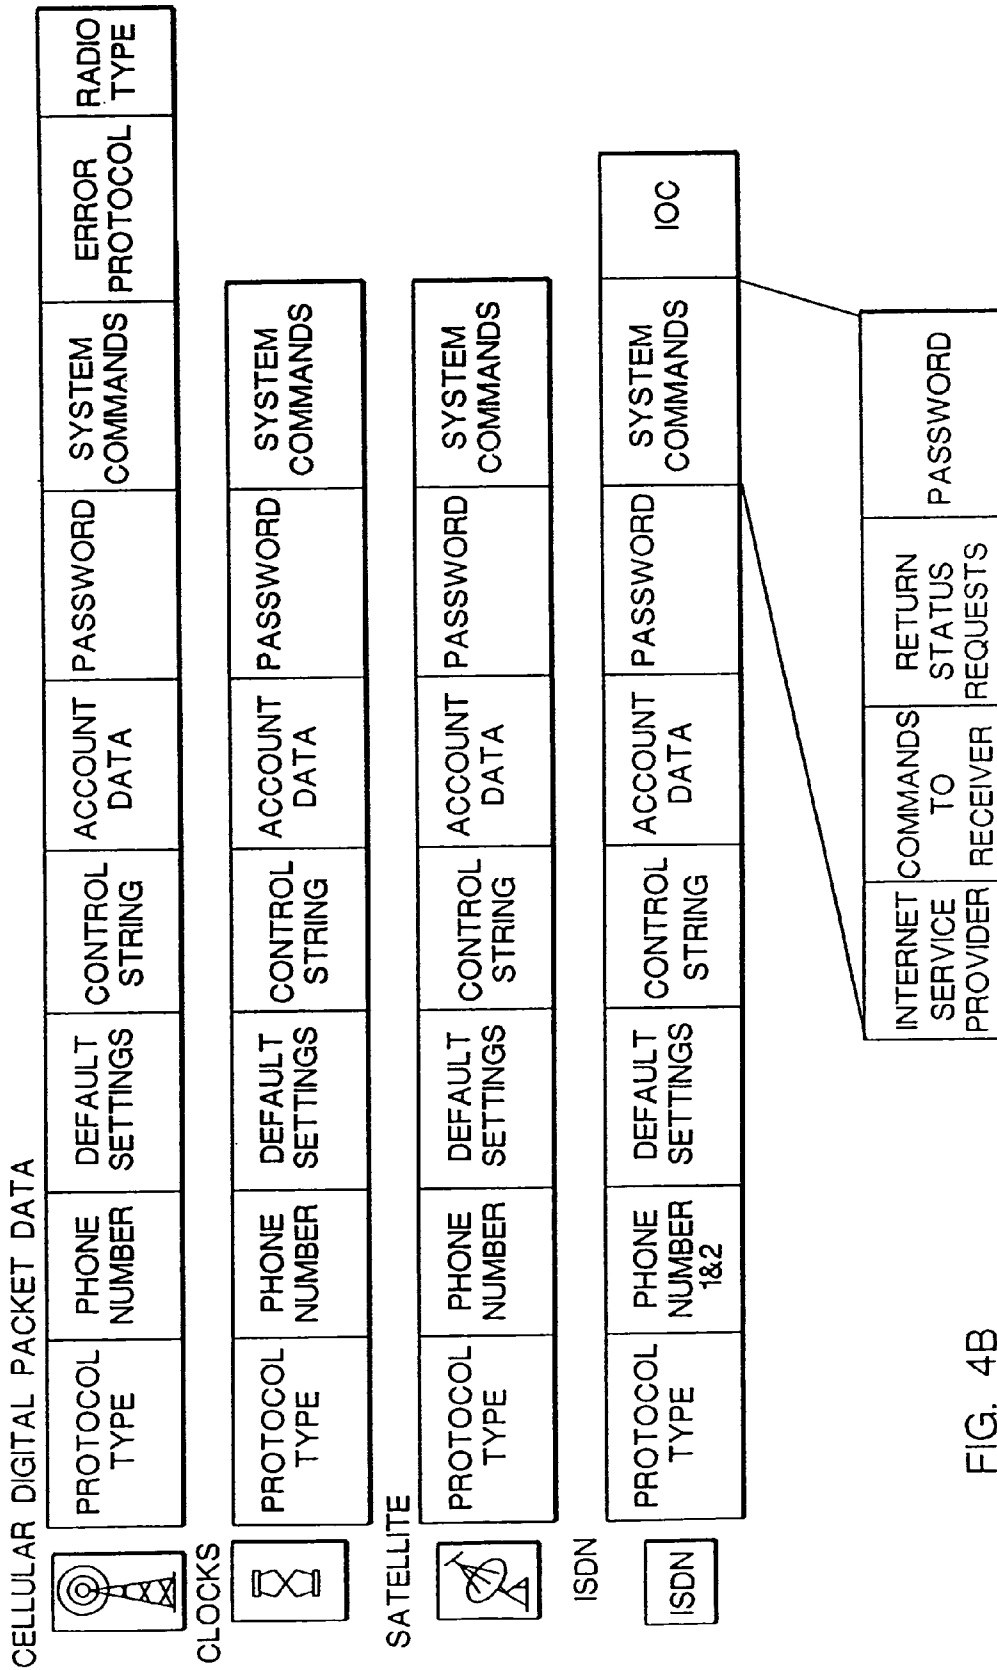 CELLULAR DIGITAL PACKET DATA
PROTOCOL
TYPE
PHONE
NUMBER
DEFAULT
SETTINGS
CONTROL
STRING
ACCOUNT
DATA
PASSWORD
SYSTEM
COMMANDS
ERROR
PROTOCOL
RADIO
TYPE
CLOCKS
PROTOCOL
TYPE
PHONE
NUMBER
DEFAULT
SETTINGS
CONTROL
STRING
ACCOUNT
DATA
PASSWORD
SYSTEM
COMMANDS
SATELLITE
PROTOCOL
TYPE
PHONE
NUMBER
DEFAULT
SETTINGS
CONTROL
STRING
ACCOUNT
DATA
PASSWORD
SYSTEM
COMMANDS
ISDN
ISDN
PROTOCOL
TYPE
PHONE
NUMBER
1&2
DEFAULT
SETTINGS
CONTROL
STRING
ACCOUNT
DATA
PASSWORD
SYSTEM
COMMANDS
IOC
INTERNET
SERVICE
PROVIDER
COMMANDS
TO
RECEIVER
RETURN
STATUS
REQUESTS
PASSWORD
FIG. 4B